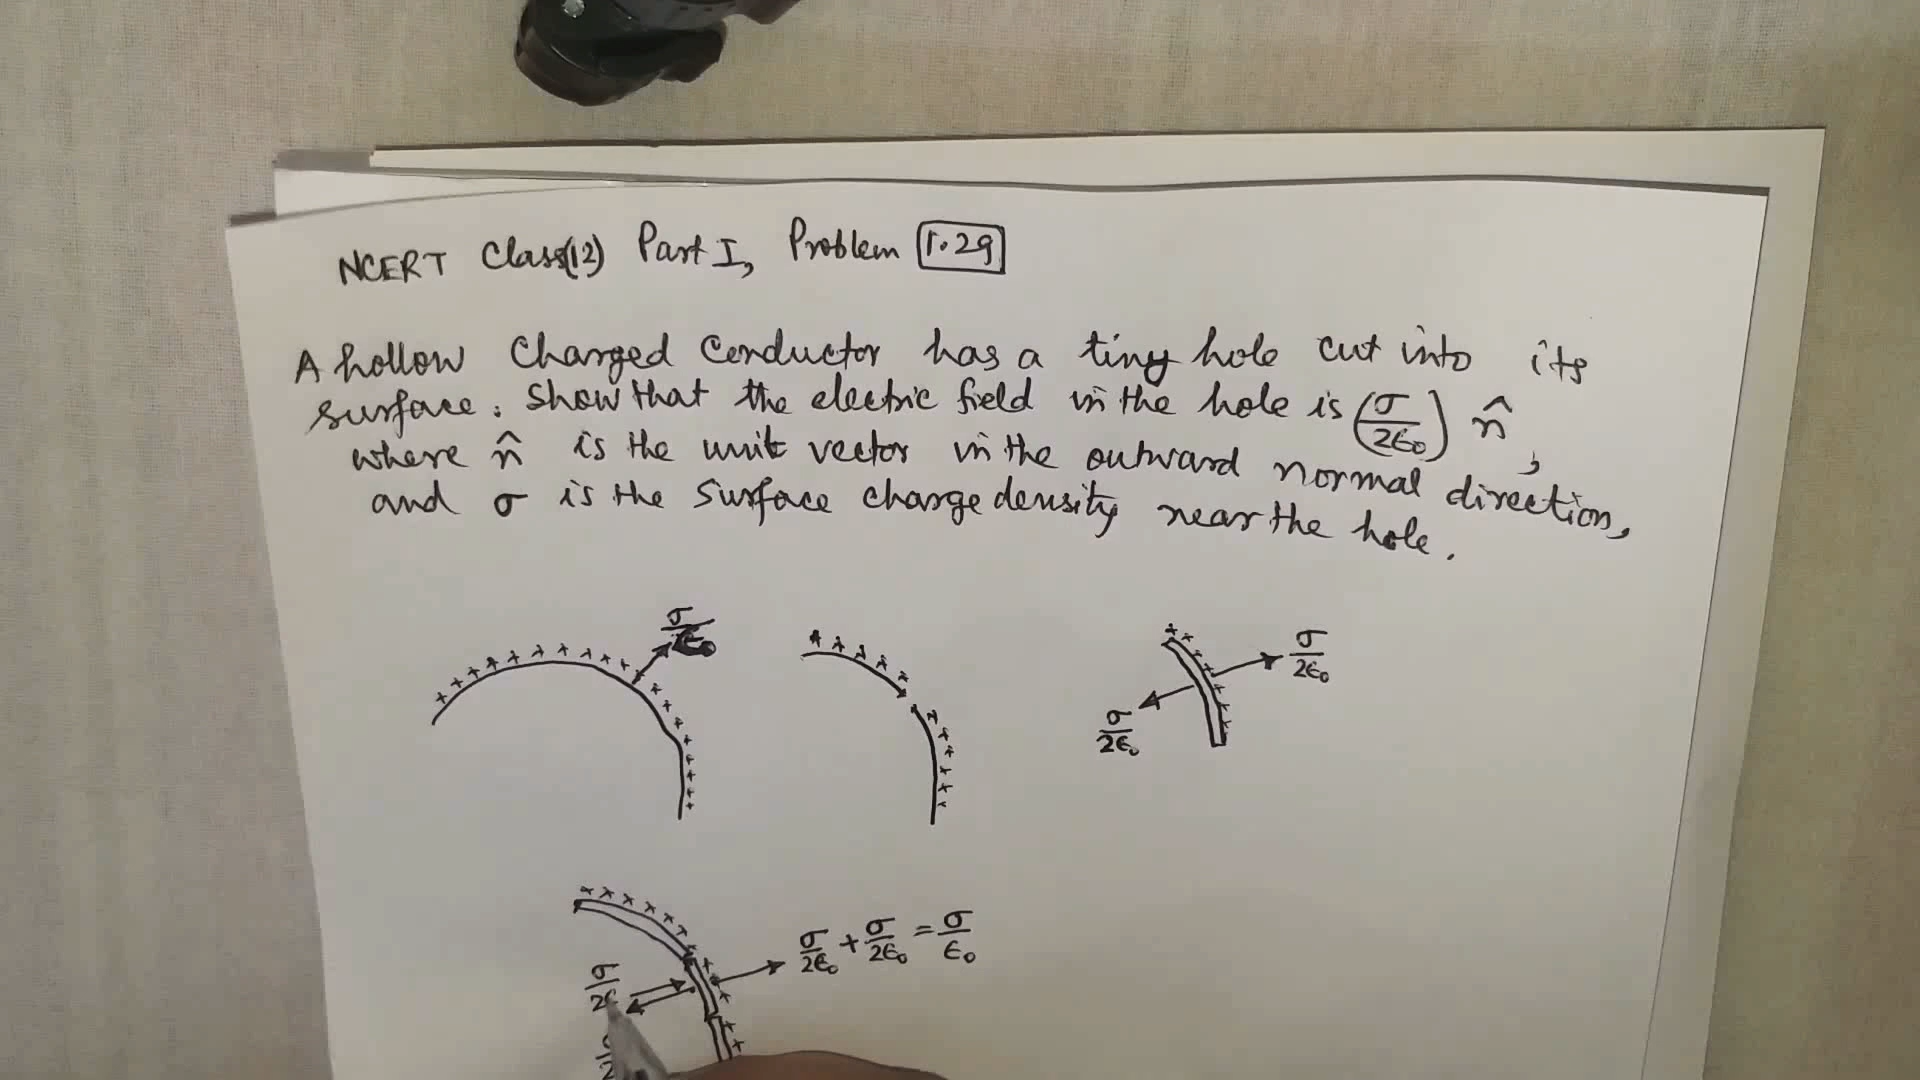 NCERT Class(12) Part I, Problem 1.29
A hollow charged conductor has a tiny hole cut into its
surface. Show that the electric field in the hole is (σ/2ϵ₀) n̂,
where n̂ is the unit vector in the outward normal direction,
and σ is the surface charge density near the hole.
σ/ϵ₀
σ/2ϵ₀
σ/2ϵ₀
σ/2ϵ₀ + σ/2ϵ₀ = σ/ϵ₀